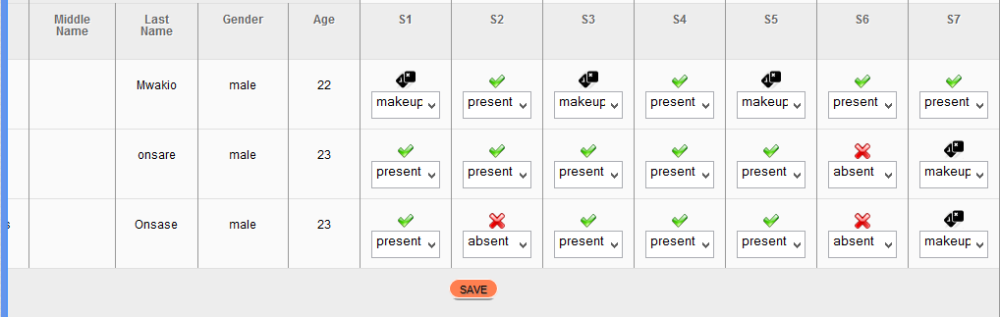 Middle Name Last Name Gender Age S1 S2 S3 S4 S5 S6 S7
Mwakio male 22 makeup present makeup present makeup present present
onsare male 23 present present present present present absent makeup
s Onsase male 23 present absent present present present absent makeup
SAVE